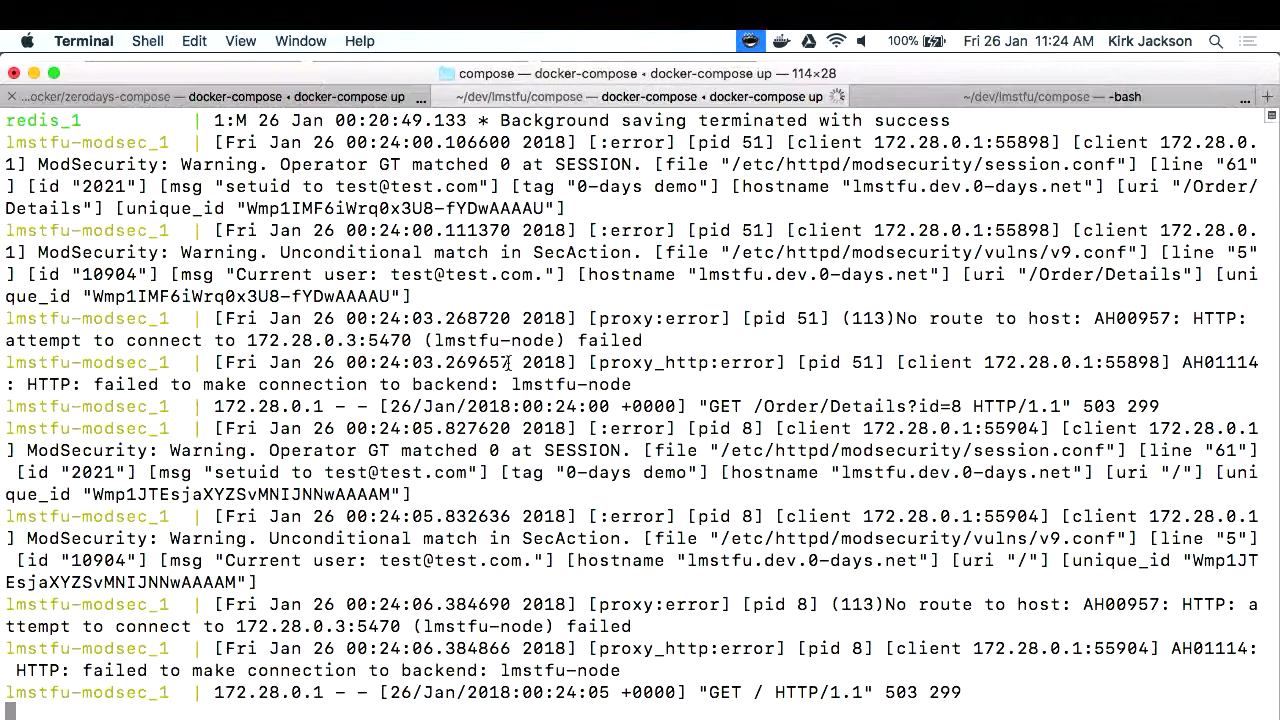 Terminal Shell Edit View Window Help 100% Fri 26 Jan 11:24 AM Kirk Jackson
compose — docker-compose • docker-compose up — 114×28
...ocker/zerodays-compose — docker-compose • docker-compose up ... ~/dev/lmstfu/compose — docker-compose • docker-compose up ~/dev/lmstfu/compose — -bash ...
redis_1 | 1:M 26 Jan 00:20:49.133 * Background saving terminated with success
lmstfu-modsec_1 | [Fri Jan 26 00:24:00.106600 2018] [:error] [pid 51] [client 172.28.0.1:55898] [client 172.28.0.
1] ModSecurity: Warning. Operator GT matched 0 at SESSION. [file "/etc/httpd/modsecurity/session.conf"] [line "61"
] [id "2021"] [msg "setuid to test@test.com"] [tag "0-days demo"] [hostname "lmstfu.dev.0-days.net"] [uri "/Order/
Details"] [unique_id "Wmp1IMF6iWrq0x3U8-fYDwAAAAU"]
lmstfu-modsec_1 | [Fri Jan 26 00:24:00.111370 2018] [:error] [pid 51] [client 172.28.0.1:55898] [client 172.28.0.
1] ModSecurity: Warning. Unconditional match in SecAction. [file "/etc/httpd/modsecurity/vulns/v9.conf"] [line "5"
] [id "10904"] [msg "Current user: test@test.com."] [hostname "lmstfu.dev.0-days.net"] [uri "/Order/Details"] [uni
que_id "Wmp1IMF6iWrq0x3U8-fYDwAAAAU"]
lmstfu-modsec_1 | [Fri Jan 26 00:24:03.268720 2018] [proxy:error] [pid 51] (113)No route to host: AH00957: HTTP:
attempt to connect to 172.28.0.3:5470 (lmstfu-node) failed
lmstfu-modsec_1 | [Fri Jan 26 00:24:03.269657 2018] [proxy_http:error] [pid 51] [client 172.28.0.1:55898] AH01114
: HTTP: failed to make connection to backend: lmstfu-node
lmstfu-modsec_1 | 172.28.0.1 - - [26/Jan/2018:00:24:00 +0000] "GET /Order/Details?id=8 HTTP/1.1" 503 299
lmstfu-modsec_1 | [Fri Jan 26 00:24:05.827620 2018] [:error] [pid 8] [client 172.28.0.1:55904] [client 172.28.0.1
] ModSecurity: Warning. Operator GT matched 0 at SESSION. [file "/etc/httpd/modsecurity/session.conf"] [line "61"]
[id "2021"] [msg "setuid to test@test.com"] [tag "0-days demo"] [hostname "lmstfu.dev.0-days.net"] [uri "/"] [uni
que_id "Wmp1JTEsjaXYZSvMNIJNNwAAAAM"]
lmstfu-modsec_1 | [Fri Jan 26 00:24:05.832636 2018] [:error] [pid 8] [client 172.28.0.1:55904] [client 172.28.0.1
] ModSecurity: Warning. Unconditional match in SecAction. [file "/etc/httpd/modsecurity/vulns/v9.conf"] [line "5"]
[id "10904"] [msg "Current user: test@test.com."] [hostname "lmstfu.dev.0-days.net"] [uri "/"] [unique_id "Wmp1JT
EsjaXYZSvMNIJNNwAAAAM"]
lmstfu-modsec_1 | [Fri Jan 26 00:24:06.384690 2018] [proxy:error] [pid 8] (113)No route to host: AH00957: HTTP: a
ttempt to connect to 172.28.0.3:5470 (lmstfu-node) failed
lmstfu-modsec_1 | [Fri Jan 26 00:24:06.384866 2018] [proxy_http:error] [pid 8] [client 172.28.0.1:55904] AH01114:
HTTP: failed to make connection to backend: lmstfu-node
lmstfu-modsec_1 | 172.28.0.1 - - [26/Jan/2018:00:24:05 +0000] "GET / HTTP/1.1" 503 299